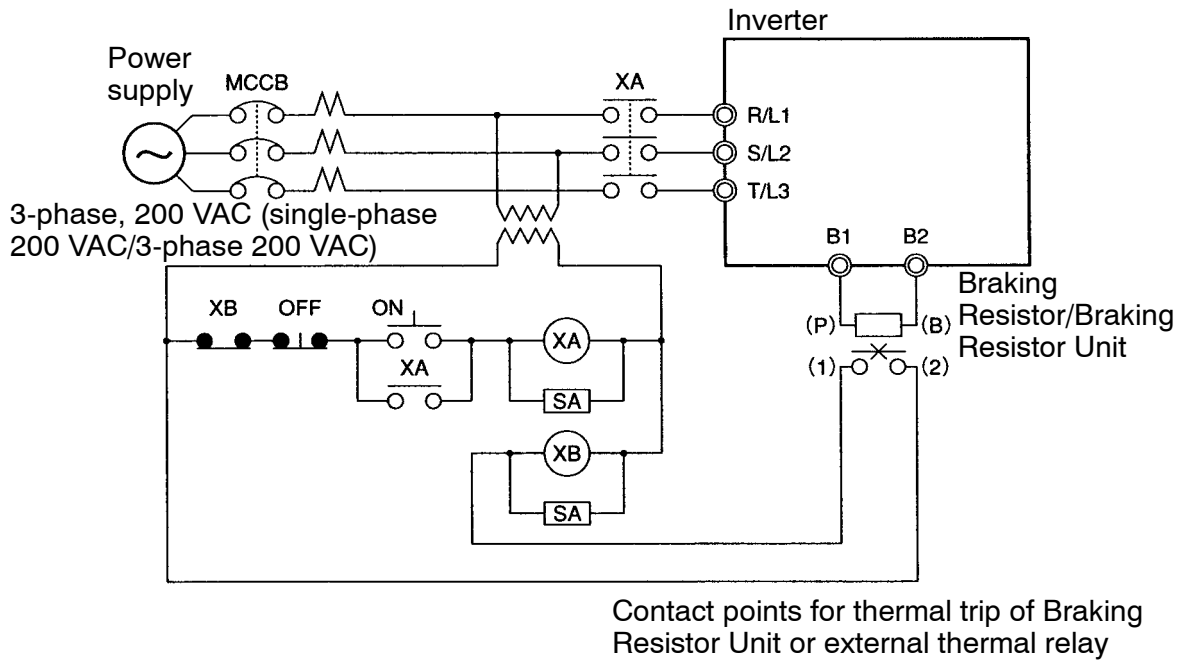 Inverter
Power
supply
MCCB
XA
R/L1
S/L2
T/L3
3-phase, 200 VAC (single-phase
200 VAC/3-phase 200 VAC)
B1
B2
Braking
Resistor/Braking
Resistor Unit
(P)
(B)
(1)
(2)
XB
OFF
ON
XA
XA
SA
XB
SA
Contact points for thermal trip of Braking
Resistor Unit or external thermal relay